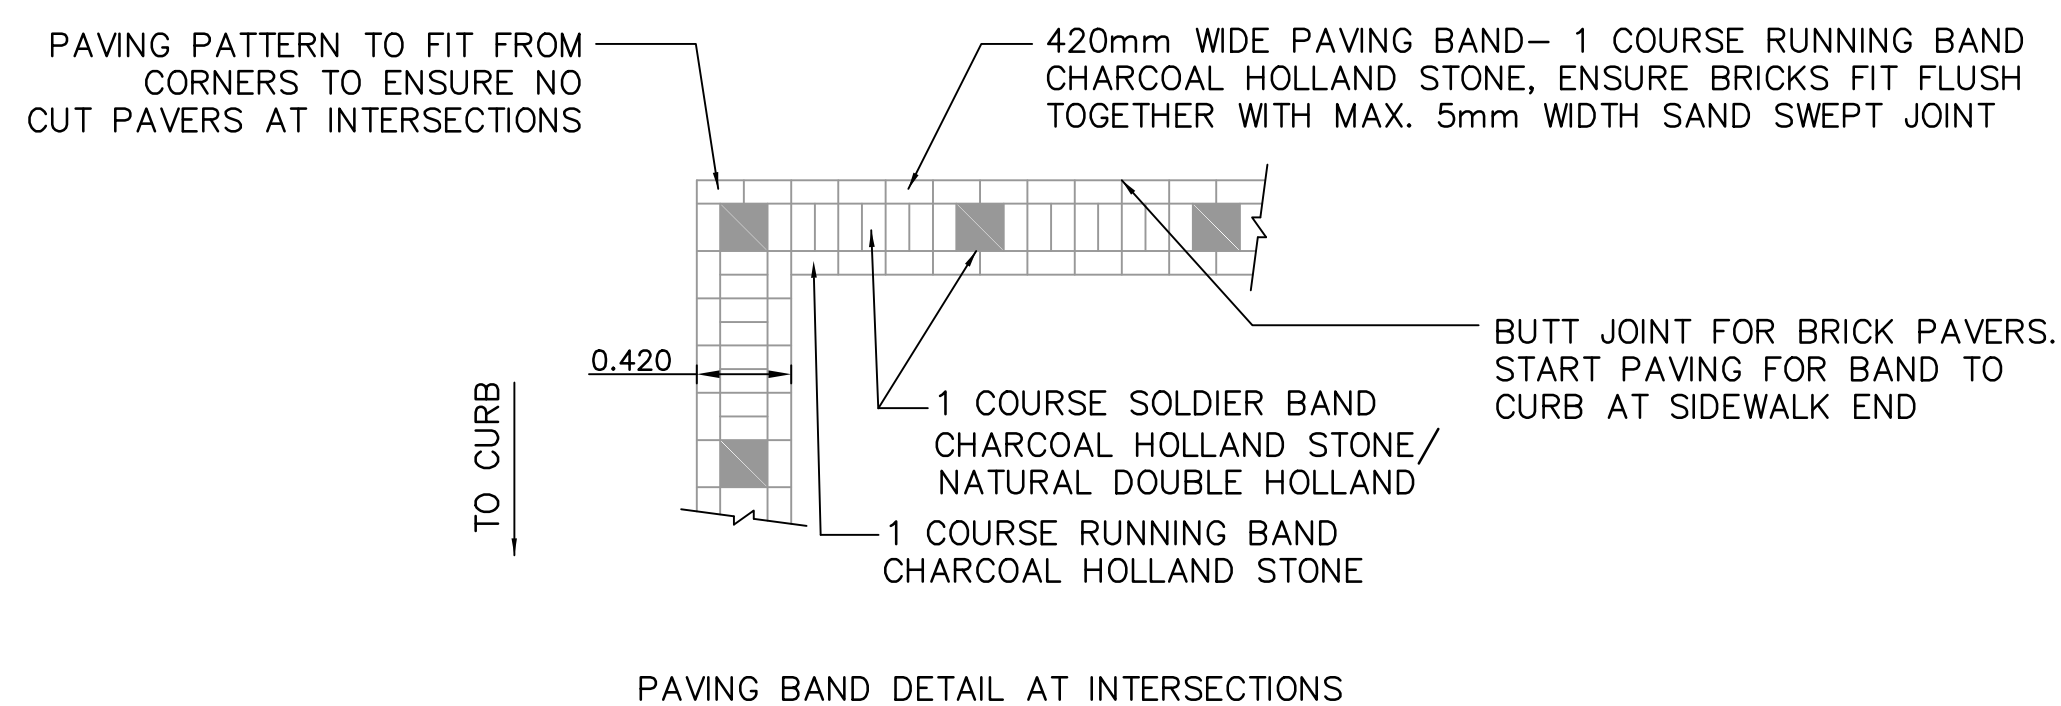 PAVING PATTERN TO FIT FROM
CORNERS TO ENSURE NO
CUT PAVERS AT INTERSECTIONS
420mm WIDE PAVING BAND– 1 COURSE RUNNING BAND
CHARCOAL HOLLAND STONE, ENSURE BRICKS FIT FLUSH
TOGETHER WITH MAX. 5mm WIDTH SAND SWEPT JOINT
BUTT JOINT FOR BRICK PAVERS.
START PAVING FOR BAND TO
CURB AT SIDEWALK END
0.420
TO CURB
1 COURSE SOLDIER BAND
CHARCOAL HOLLAND STONE/
NATURAL DOUBLE HOLLAND
1 COURSE RUNNING BAND
CHARCOAL HOLLAND STONE
PAVING BAND DETAIL AT INTERSECTIONS